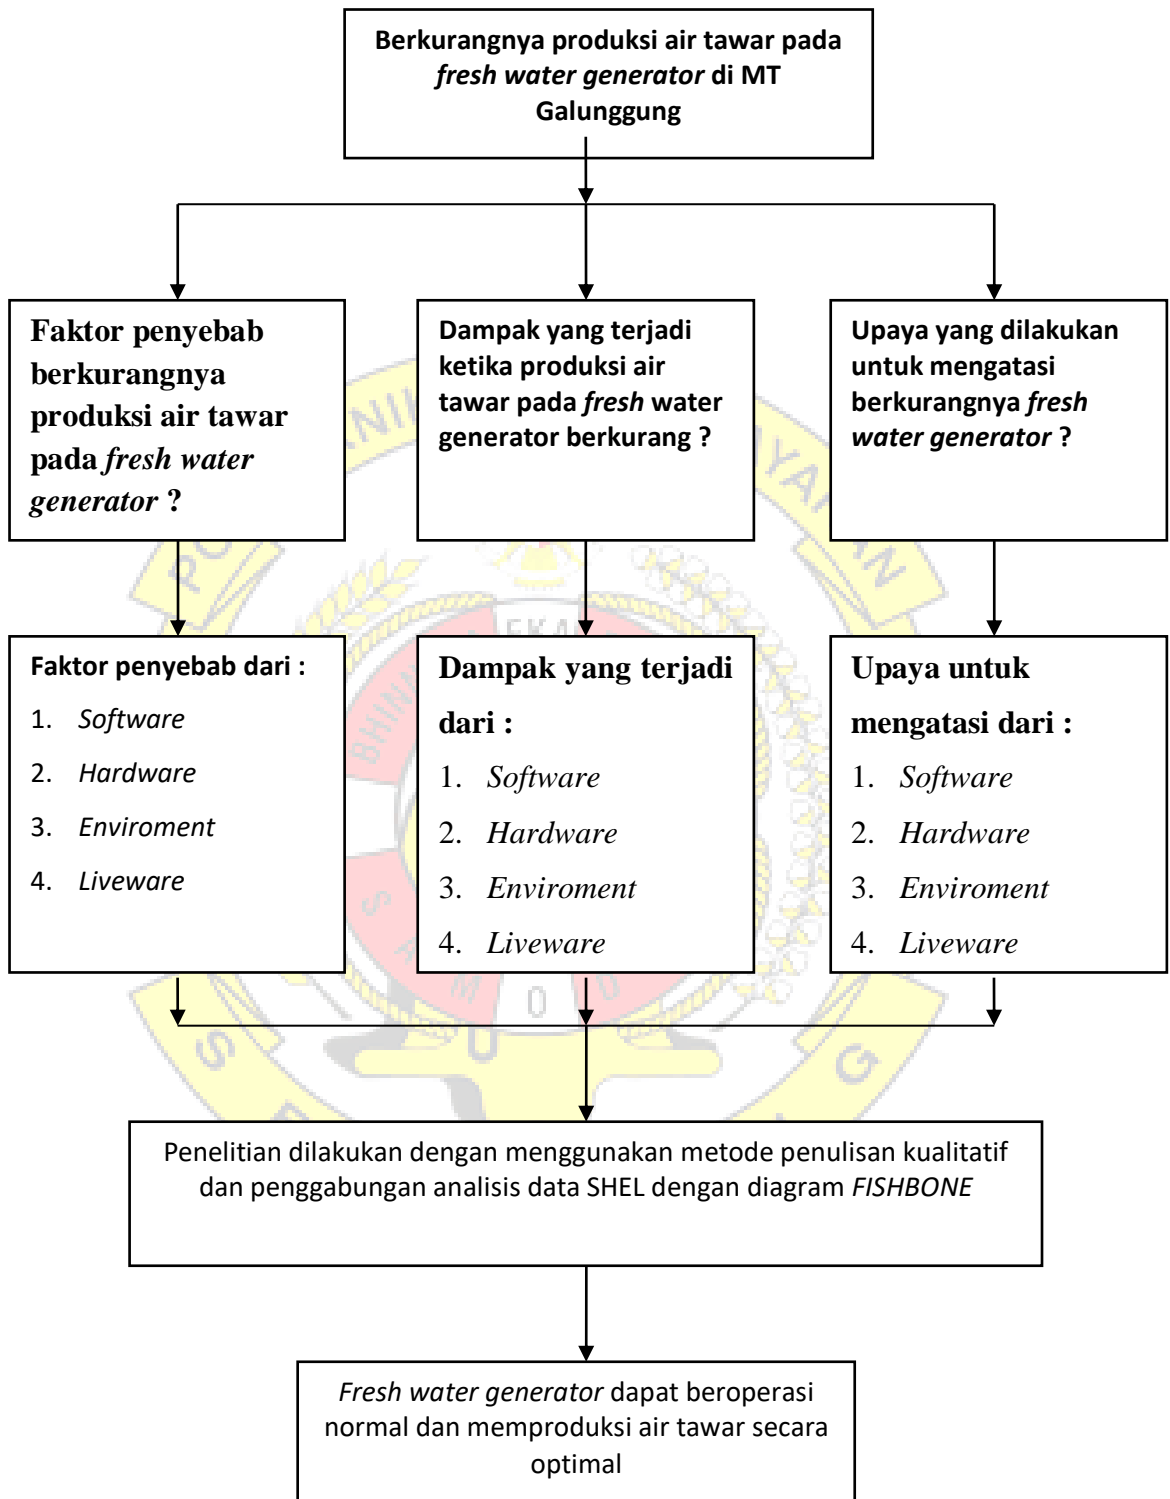 Berkurangnya produksi air tawar pada
fresh water generator di MT
Galunggung
Faktor penyebab
berkurangnya
produksi air tawar
pada fresh water
generator ?
Dampak yang terjadi
ketika produksi air
tawar pada fresh water
generator berkurang ?
Upaya yang dilakukan
untuk mengatasi
berkurangnya fresh
water generator ?
Faktor penyebab dari :
1. Software
2. Hardware
3. Enviroment
4. Liveware
Dampak yang terjadi
dari :
1. Software
2. Hardware
3. Enviroment
4. Liveware
Upaya untuk
mengatasi dari :
1. Software
2. Hardware
3. Enviroment
4. Liveware
Penelitian dilakukan dengan menggunakan metode penulisan kualitatif
dan penggabungan analisis data SHEL dengan diagram FISHBONE
Fresh water generator dapat beroperasi
normal dan memproduksi air tawar secara
optimal